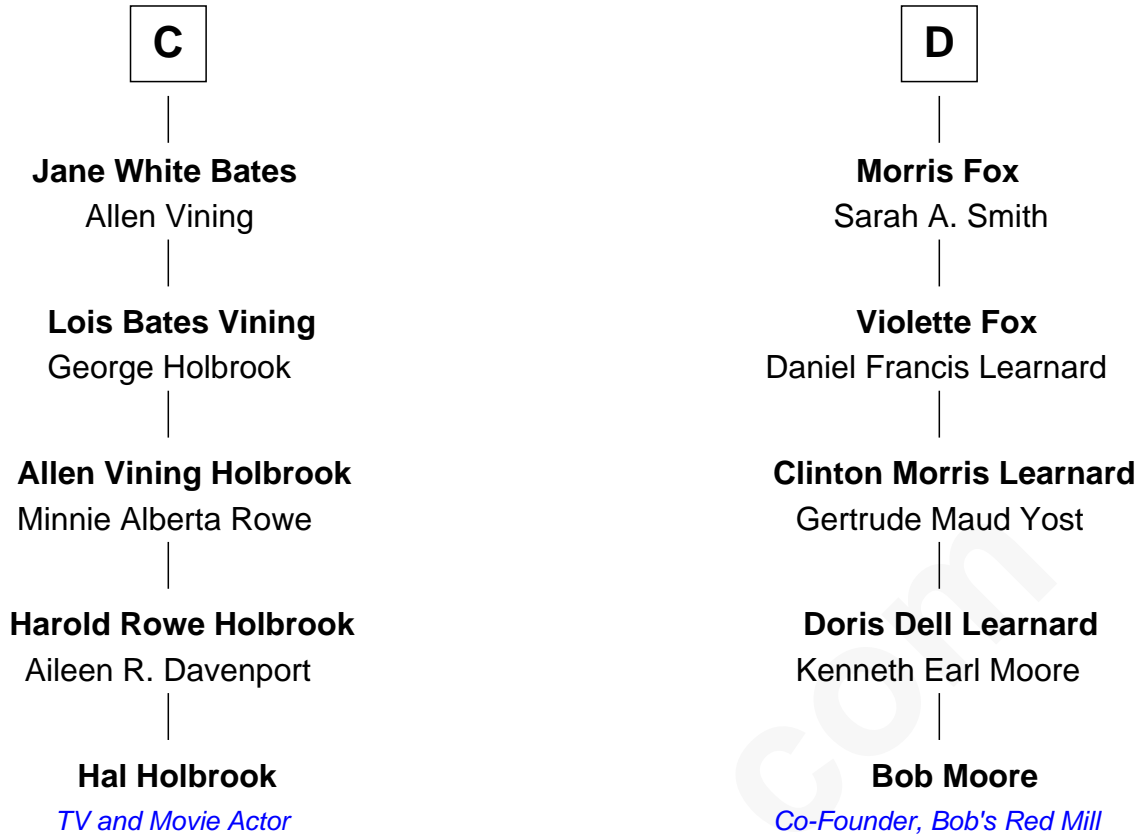 C
Jane White Bates
Allen Vining
Lois Bates Vining
George Holbrook
Allen Vining Holbrook
Minnie Alberta Rowe
Harold Rowe Holbrook
Aileen R. Davenport
Hal Holbrook
TV and Movie Actor
D
Morris Fox
Sarah A. Smith
Violette Fox
Daniel Francis Learnard
Clinton Morris Learnard
Gertrude Maud Yost
Doris Dell Learnard
Kenneth Earl Moore
Bob Moore
Co-Founder, Bob's Red Mill
com